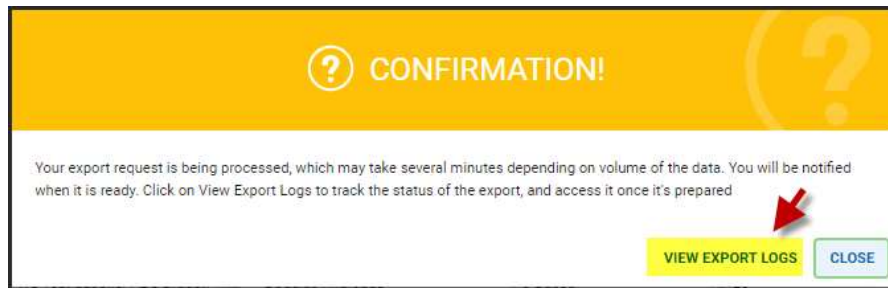 CONFIRMATION!
Your export request is being processed, which may take several minutes depending on volume of the data. You will be notified
when it is ready. Click on View Export Logs to track the status of the export, and access it once it's prepared
VIEW EXPORT LOGS
CLOSE